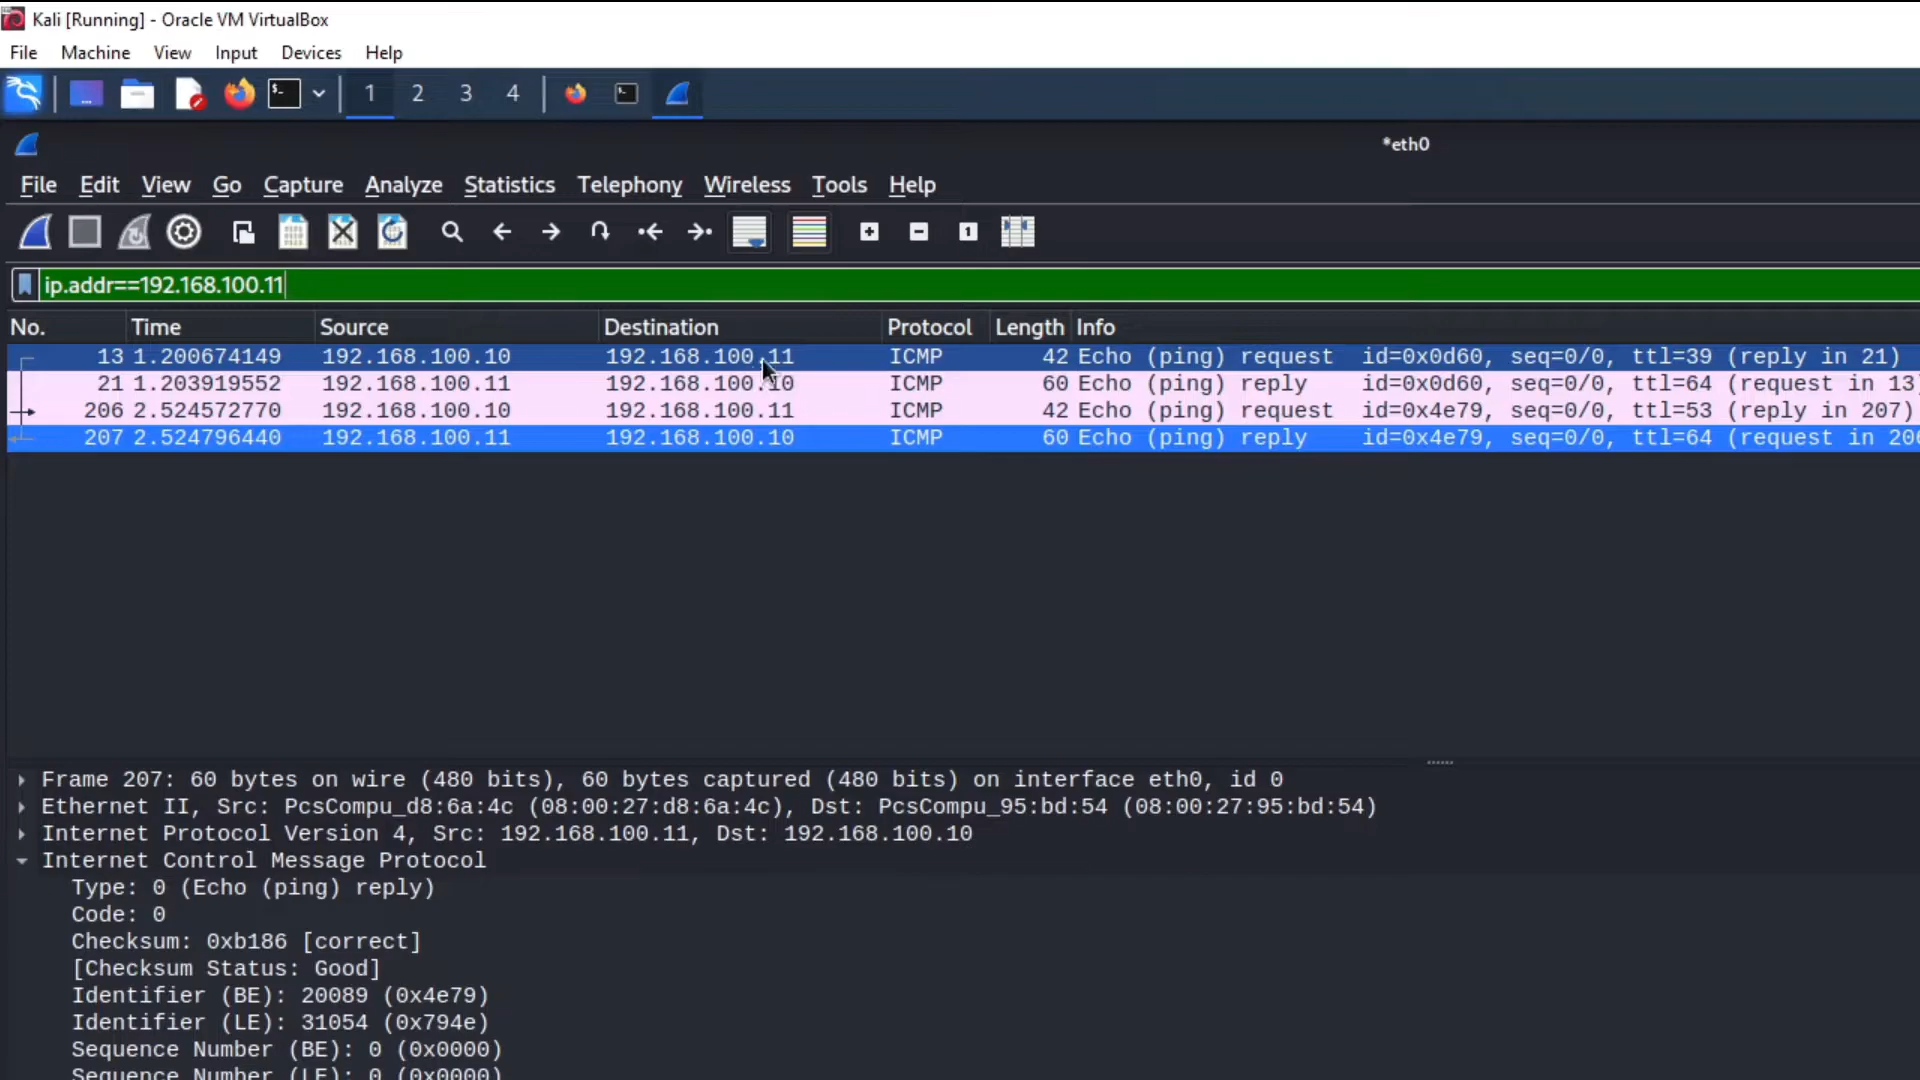 Kali [Running] - Oracle VM VirtualBox
File Machine View Input Devices Help
1 2 3 4
*eth0
File Edit View Go Capture Analyze Statistics Telephony Wireless Tools Help
ip.addr==192.168.100.11
No. Time Source Destination Protocol Length Info
13 1.200674149 192.168.100.10 192.168.100.11 ICMP 42 Echo (ping) request id=0x0d60, seq=0/0, ttl=39 (reply in 21)
21 1.203919552 192.168.100.11 192.168.100.10 ICMP 60 Echo (ping) reply id=0x0d60, seq=0/0, ttl=64 (request in 13
206 2.524572770 192.168.100.10 192.168.100.11 ICMP 42 Echo (ping) request id=0x4e79, seq=0/0, ttl=53 (reply in 207)
207 2.524796440 192.168.100.11 192.168.100.10 ICMP 60 Echo (ping) reply id=0x4e79, seq=0/0, ttl=64 (request in 206
Frame 207: 60 bytes on wire (480 bits), 60 bytes captured (480 bits) on interface eth0, id 0
Ethernet II, Src: PcsCompu_d8:6a:4c (08:00:27:d8:6a:4c), Dst: PcsCompu_95:bd:54 (08:00:27:95:bd:54)
Internet Protocol Version 4, Src: 192.168.100.11, Dst: 192.168.100.10
Internet Control Message Protocol
Type: 0 (Echo (ping) reply)
Code: 0
Checksum: 0xb186 [correct]
[Checksum Status: Good]
Identifier (BE): 20089 (0x4e79)
Identifier (LE): 31054 (0x794e)
Sequence Number (BE): 0 (0x0000)
Sequence Number (LE): 0 (0x0000)